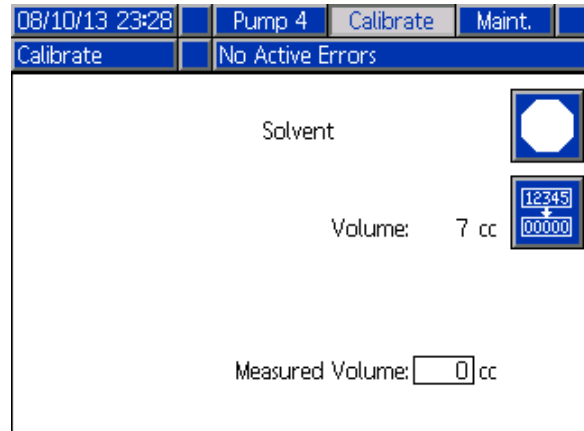 08/10/13 23:28 Pump 4 Calibrate Maint.
Calibrate No Active Errors
Solvent
12345
Volume: 7 cc 00000
Measured Volume: 0 cc